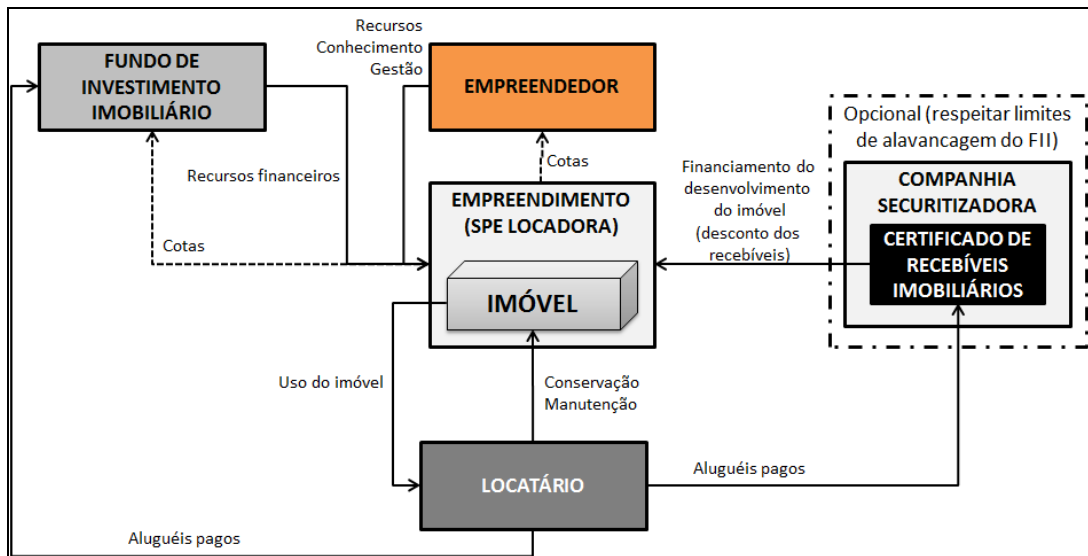 FUNDO DE
INVESTIMENTO
IMOBILIÁRIO
Recursos
Conhecimento
Gestão
EMPREENDEDOR
Opcional (respeitar limites
de alavancagem do FII)
Recursos financeiros
Cotas
Cotas
EMPREENDIMENTO
(SPE LOCADORA)
IMÓVEL
Financiamento do
desenvolvimento
do imóvel
(desconto dos
recebíveis)
COMPANHIA
SECURITIZADORA
CERTIFICADO DE
RECEBÍVEIS
IMOBILIÁRIOS
Uso do imóvel
Conservação
Manutenção
LOCATÁRIO
Aluguéis pagos
Aluguéis pagos